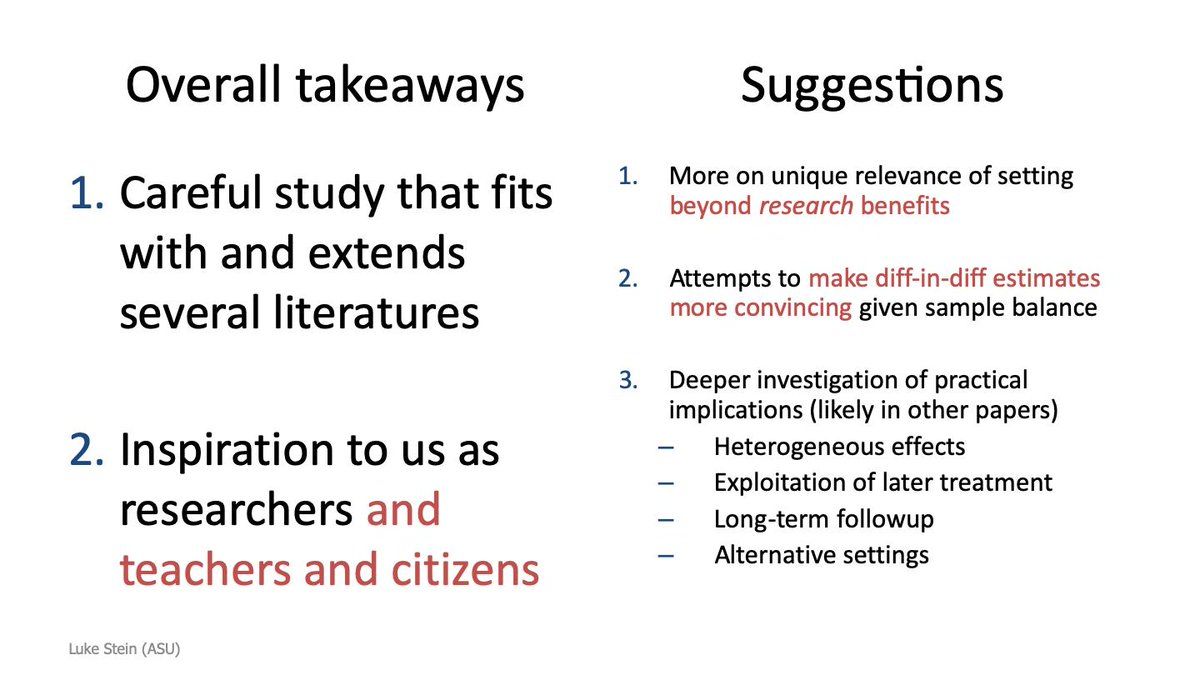 Overall takeaways
1. Careful study that fits
with and extends
several literatures
2. Inspiration to us as
researchers and
teachers and citizens
Suggestions
1. More on unique relevance of setting
beyond research benefits
2. Attempts to make diff-in-diff estimates
more convincing given sample balance
3. Deeper investigation of practical
implications (likely in other papers)
– Heterogeneous effects
– Exploitation of later treatment
– Long-term followup
– Alternative settings
Luke Stein (ASU)